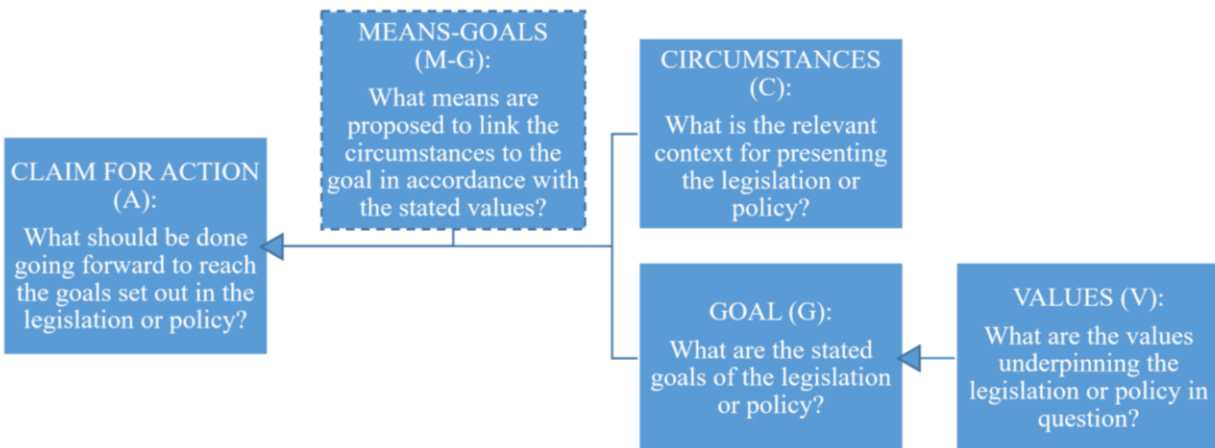 MEANS-GOALS
(M-G):
What means are
proposed to link the
circumstances to the
goal in accordance with
the stated values?
CIRCUMSTANCES
(C):
What is the relevant
context for presenting
the legislation or
policy?
CLAIM FOR ACTION
(A):
What should be done
going forward to reach
the goals set out in the
legislation or policy?
GOAL (G):
What are the stated
goals of the legislation
or policy?
VALUES (V):
What are the values
underpinning the
legislation or policy in
question?